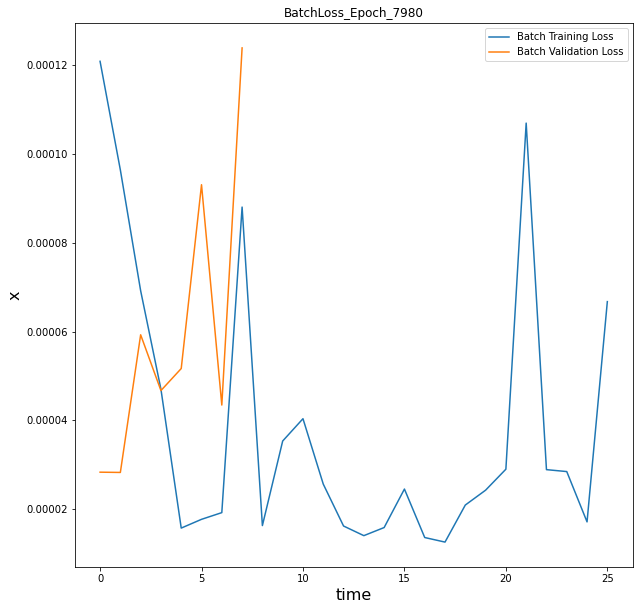 BatchLoss_Epoch_7980
Batch Training Loss
Batch Validation Loss
0.00012
0.00010
0.00008
0.00006
0.00004
0.00002
x
0 5 10 15 20 25
time